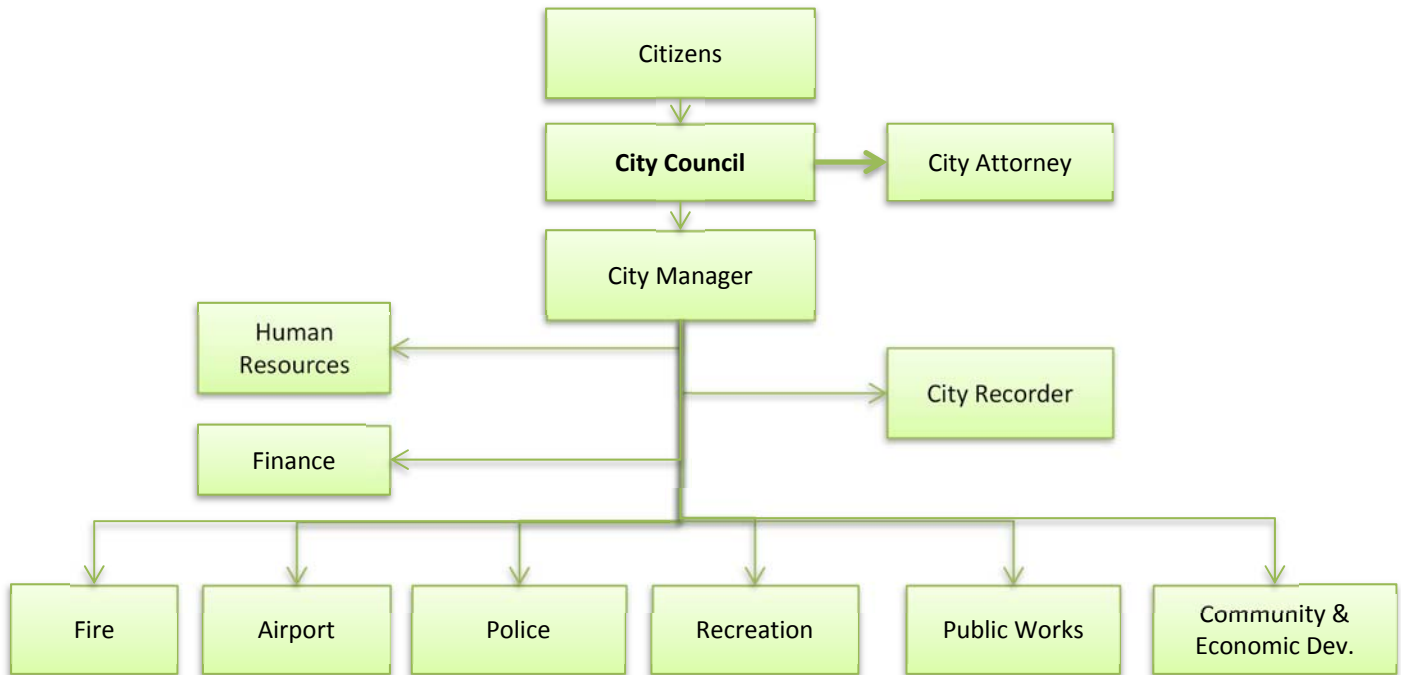 Citizens
City Council
City Attorney
City Manager
Human
Resources
City Recorder
Finance
Fire
Airport
Police
Recreation
Public Works
Community &
Economic Dev.